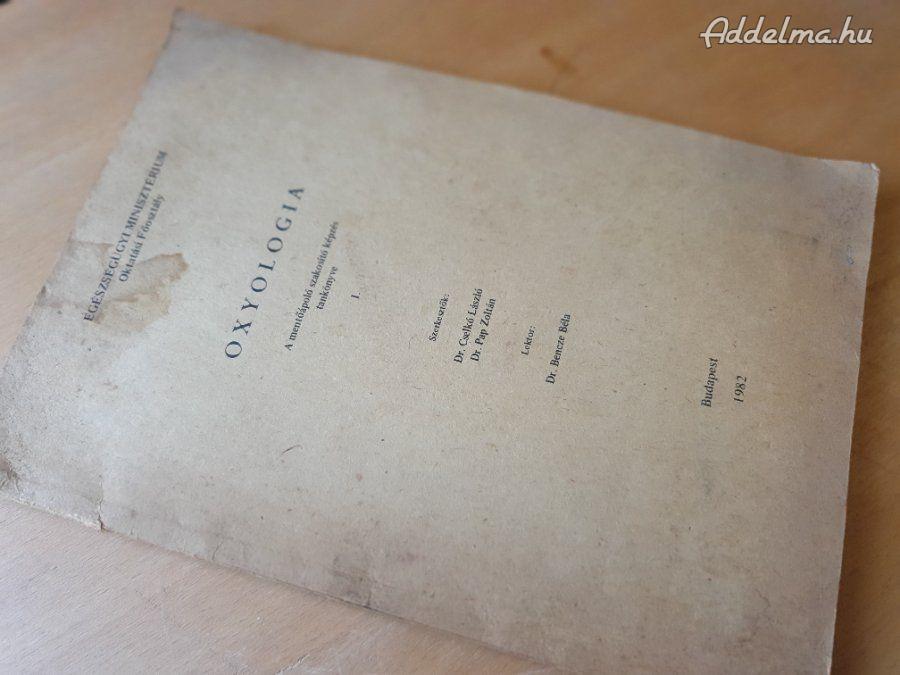 Addelma.hu
EGÉSZSÉGÜGYI MINISZTÉRIUM
Oktatási Főosztály
OXYOLOGIA
A mentőápoló szakosító képzés
tankönyve
I.
Szerkesztők:
Dr. Cselkó László
Dr. Pap Zoltán
Lektor:
Dr. Bencze Béla
Budapest
1982